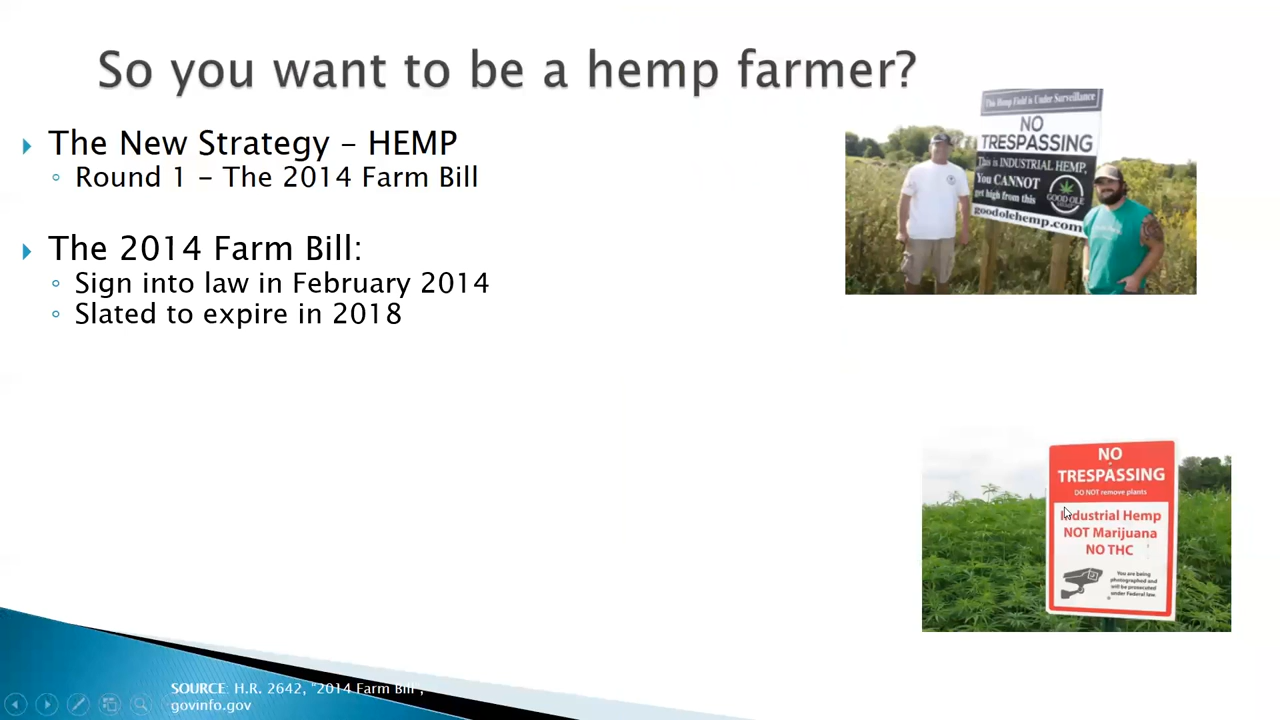 So you want to be a hemp farmer?
The New Strategy – HEMP
Round 1 – The 2014 Farm Bill
The 2014 Farm Bill:
Sign into law in February 2014
Slated to expire in 2018
This Hemp Field is Under Surveillance
NO
TRESPASSING
This is INDUSTRIAL HEMP,
You CANNOT
get high from this
GOOD OLE
HEMP
goodolehemp.com
NO
TRESPASSING
DO NOT remove plants
Industrial Hemp
NOT Marijuana
NO THC
You are being
photographed and
will be prosecuted
under Federal law.
SOURCE: H.R. 2642, "2014 Farm Bill",
govinfo.gov